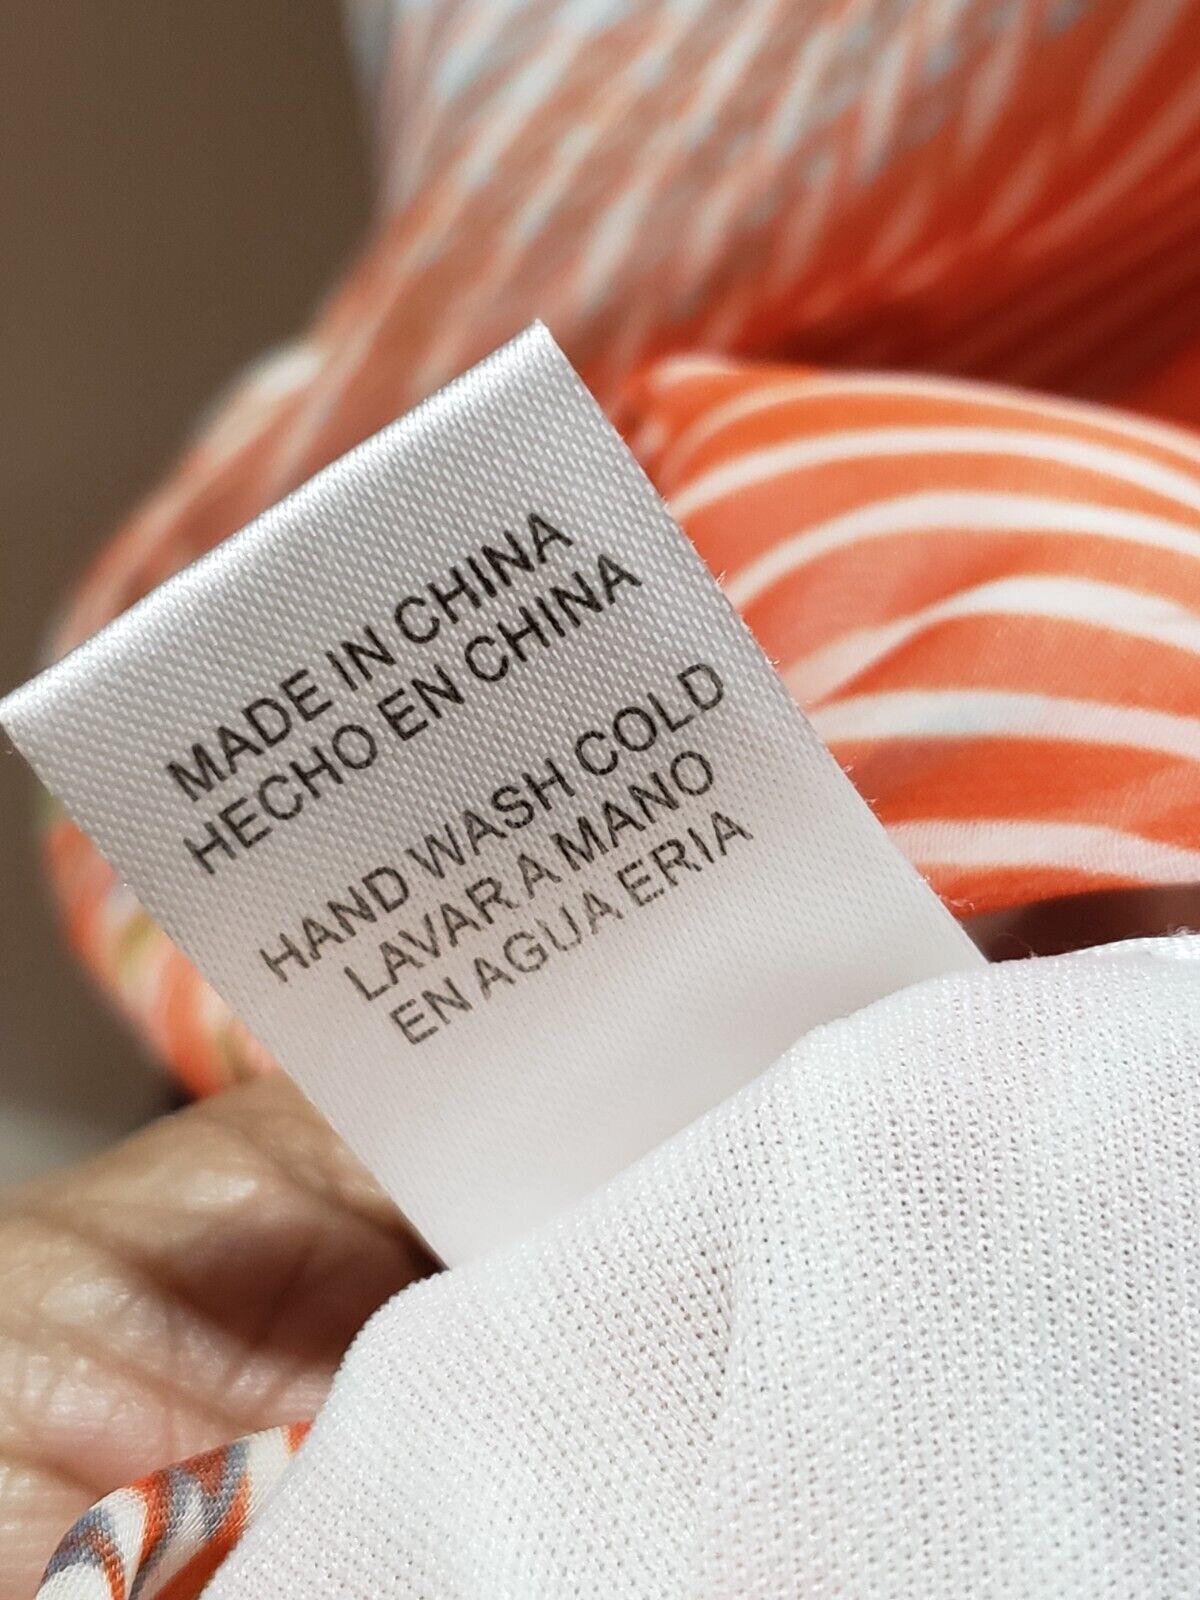 MADE IN CHINA
HECHO EN CHINA
HAND WASH COLD
LAVAR A MANO
EN AGUA ERIA